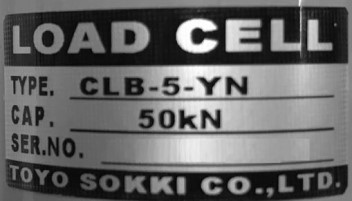 LOAD CELL
TYPE. CLB-5-YN
CAP. 50kN
SER.NO.
TOYO SOKKI CO.,LTD.